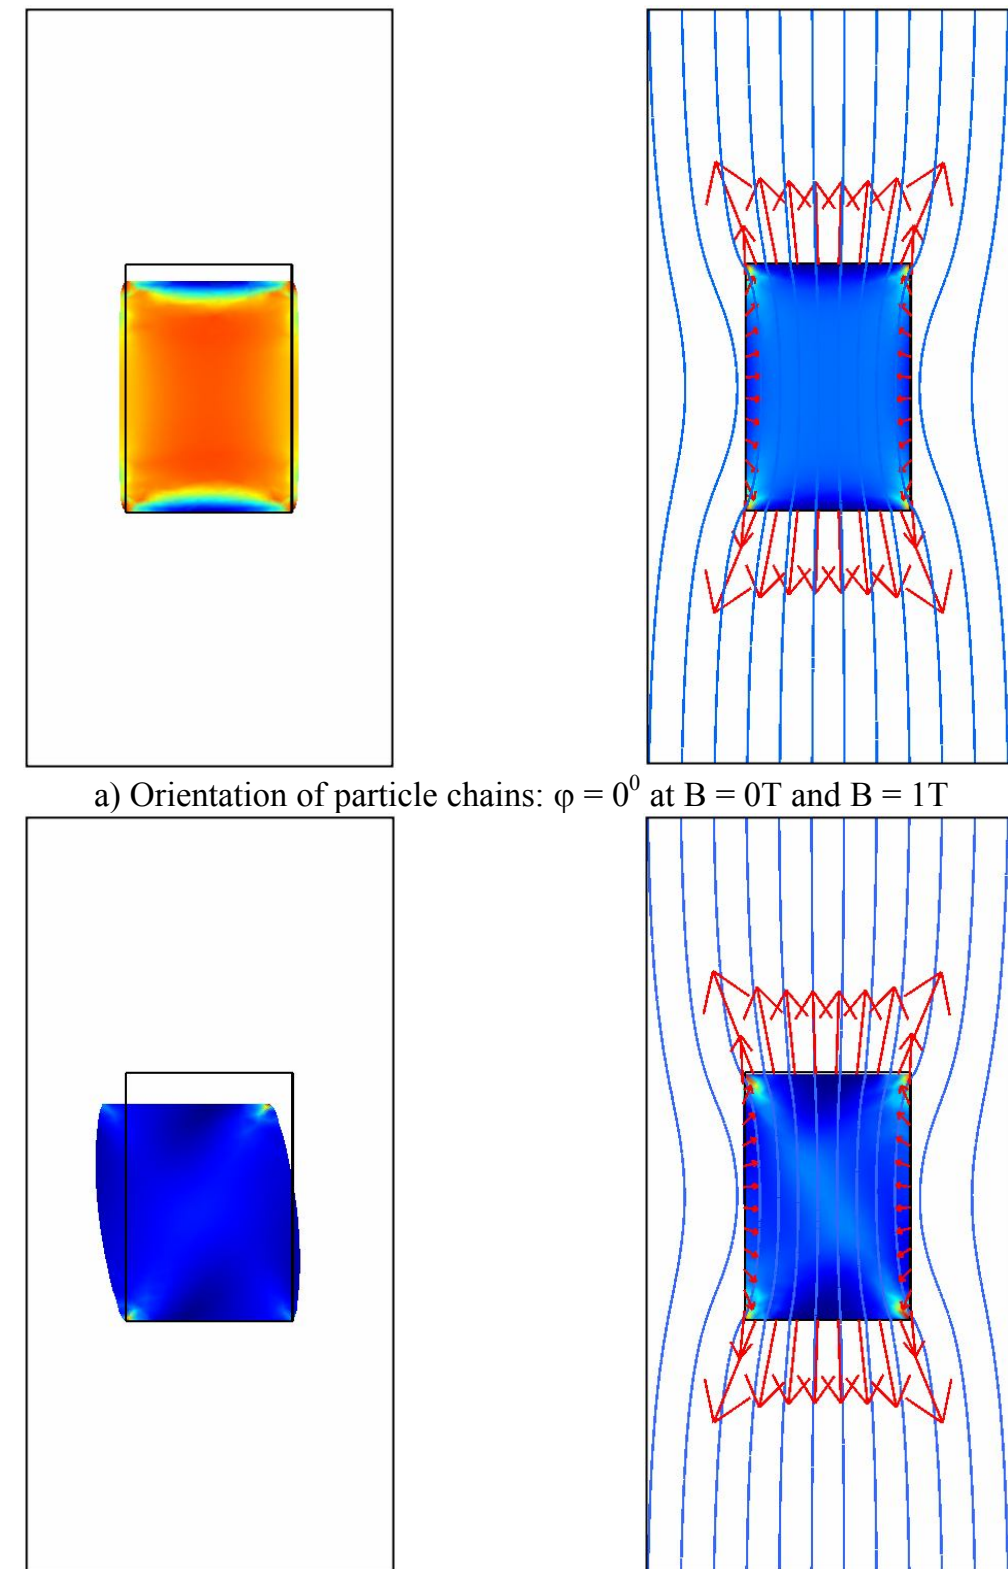 a) Orientation of particle chains: φ = 0⁰ at B = 0T and B = 1T